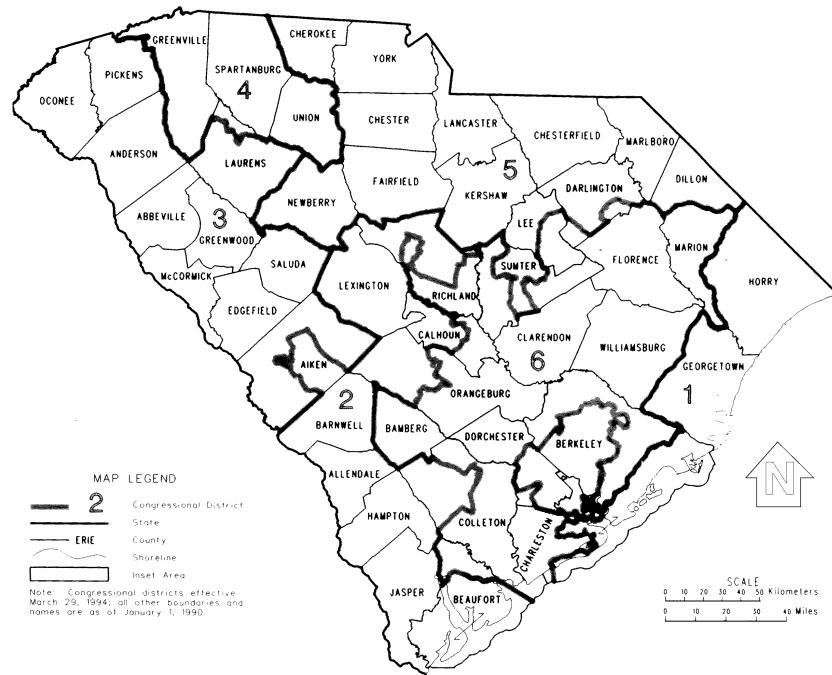 GREENVILLE
CHEROKEE
PICKENS
SPARTANBURG
4
YORK
OCONEE
UNION
CHESTER
LANCASTER
CHESTERFIELD
MARLBORO
ANDERSON
LAURENS
5
DILLON
NEWBERRY
FAIRFIELD
KERSHAW
DARLINGTON
ABBEVILLE
3
GREENWOOD
LEE
McCORMICK
SALUDA
LEXINGTON
RICHLAND
SUMTER
FLORENCE
MARION
HORRY
EDGEFIELD
CALHOUN
CLARENDON
WILLIAMSBURG
AIKEN
6
GEORGETOWN
1
2
BARNWELL
ORANGEBURG
BAMBERG
DORCHESTER
BERKELEY
ALLENDALE
HAMPTON
COLLETON
CHARLESTON
JASPER
BEAUFORT
MAP LEGEND
2 Congressional District
State
ERIE County
Shoreline
Inset Area
Note: Congressional districts effective
March 29, 1994; all other boundaries and
names are as of January 1, 1990.
N
SCALE
0 10 20 30 40 50 Kilometers
0 10 20 30 40 Miles